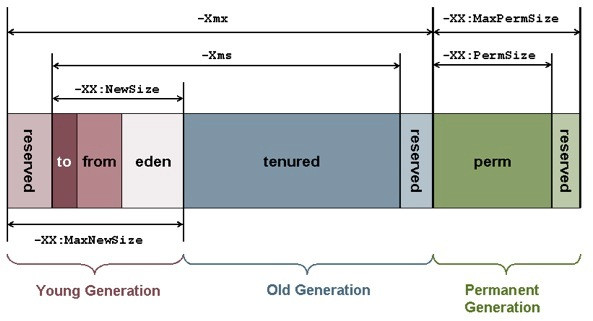 -Xmx
-XX:MaxPermSize
-Xms
-XX:PermSize
-XX:NewSize
reserved
to
from
eden
tenured
reserved
perm
reserved
-XX:MaxNewSize
Young Generation
Old Generation
Permanent
Generation